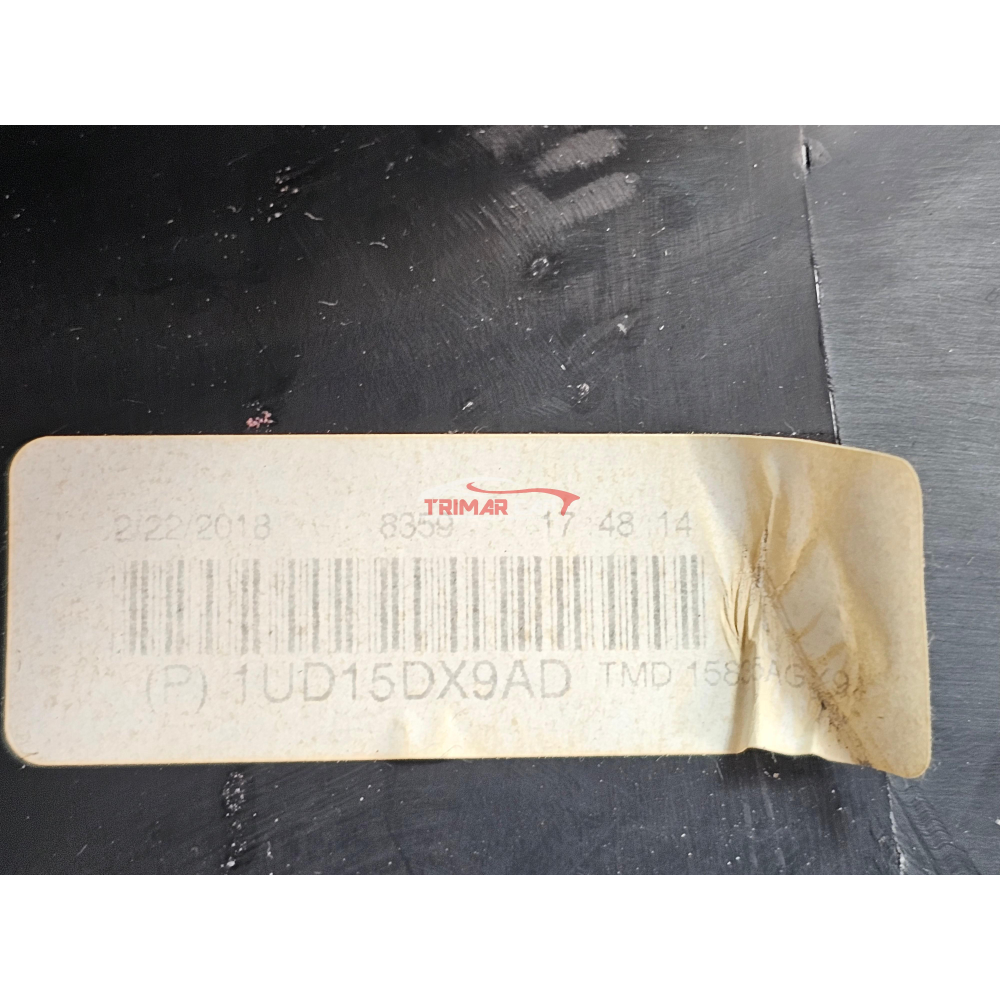 TRIMAR
2/22/2018 8359 17 48 14
(P) 1UD15DX9AD TMD